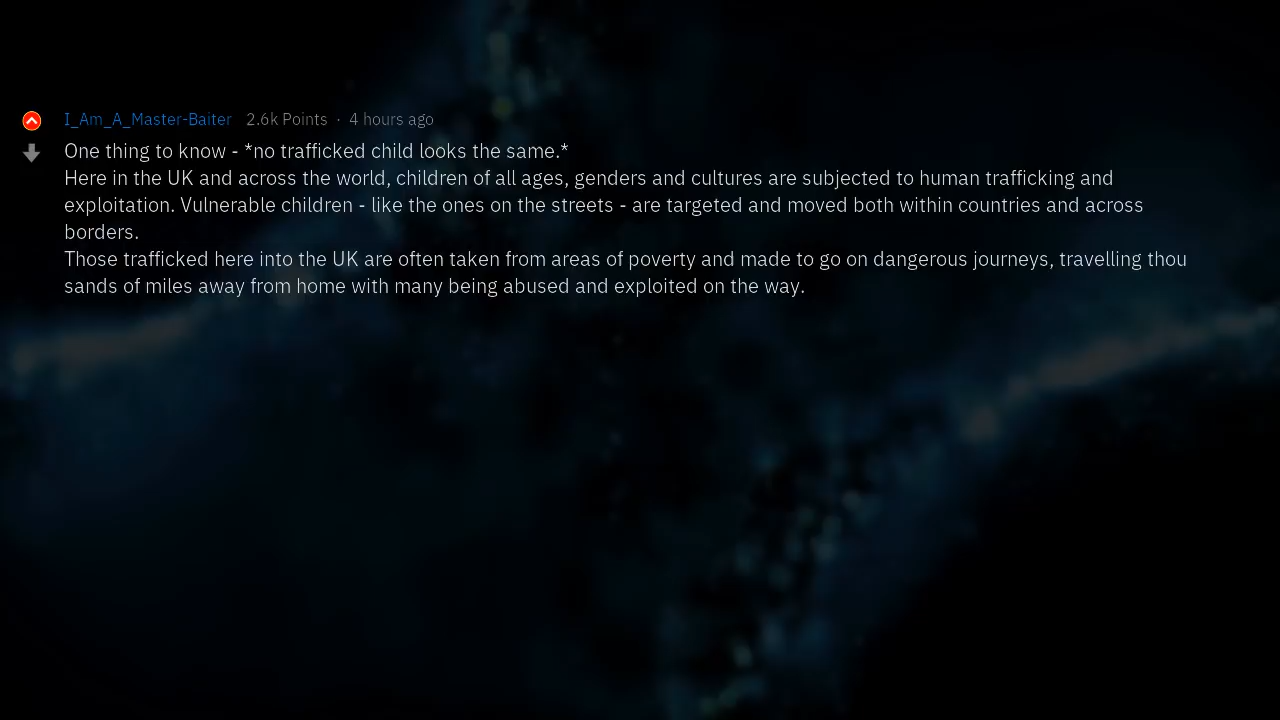 I_Am_A_Master-Baiter 2.6k Points · 4 hours ago
One thing to know - *no trafficked child looks the same.*
Here in the UK and across the world, children of all ages, genders and cultures are subjected to human trafficking and
exploitation. Vulnerable children - like the ones on the streets - are targeted and moved both within countries and across
borders.
Those trafficked here into the UK are often taken from areas of poverty and made to go on dangerous journeys, travelling thou
sands of miles away from home with many being abused and exploited on the way.